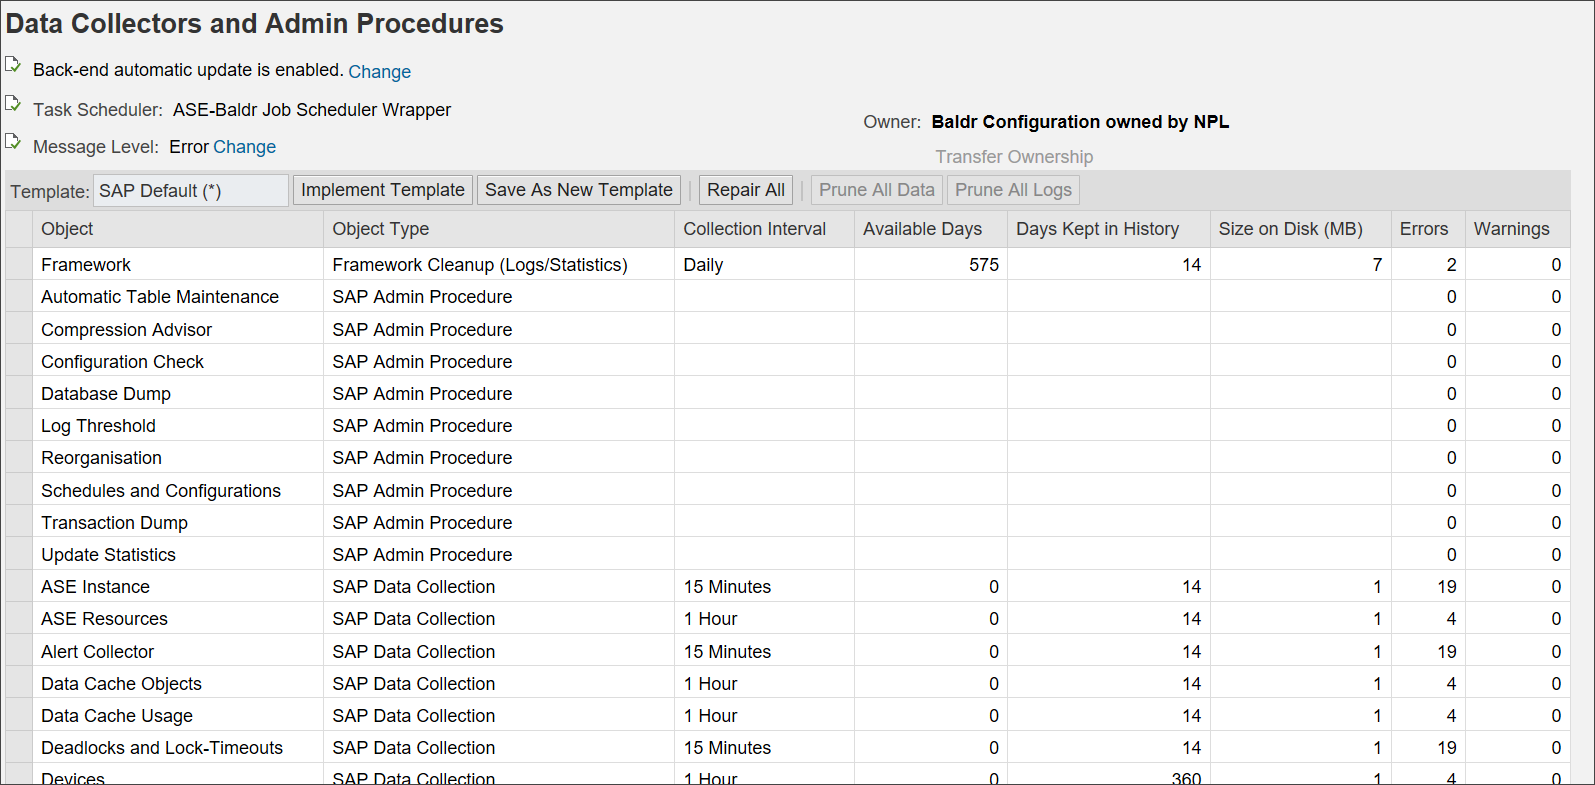 Data Collectors and Admin Procedures
Back-end automatic update is enabled. Change
Task Scheduler: ASE-Baldr Job Scheduler Wrapper
Owner: Baldr Configuration owned by NPL
Message Level: Error Change
Transfer Ownership
Template: SAP Default (*) Implement Template Save As New Template Repair All Prune All Data Prune All Logs
Object Object Type Collection Interval Available Days Days Kept in History Size on Disk (MB) Errors Warnings
Framework Framework Cleanup (Logs/Statistics) Daily 575 14 7 2 0
Automatic Table Maintenance SAP Admin Procedure 0 0
Compression Advisor SAP Admin Procedure 0 0
Configuration Check SAP Admin Procedure 0 0
Database Dump SAP Admin Procedure 0 0
Log Threshold SAP Admin Procedure 0 0
Reorganisation SAP Admin Procedure 0 0
Schedules and Configurations SAP Admin Procedure 0 0
Transaction Dump SAP Admin Procedure 0 0
Update Statistics SAP Admin Procedure 0 0
ASE Instance SAP Data Collection 15 Minutes 0 14 1 19 0
ASE Resources SAP Data Collection 1 Hour 0 14 1 4 0
Alert Collector SAP Data Collection 15 Minutes 0 14 1 19 0
Data Cache Objects SAP Data Collection 1 Hour 0 14 1 4 0
Data Cache Usage SAP Data Collection 1 Hour 0 14 1 4 0
Deadlocks and Lock-Timeouts SAP Data Collection 15 Minutes 0 14 1 19 0
Devices SAP Data Collection 1 Hour 0 360 1 4 0